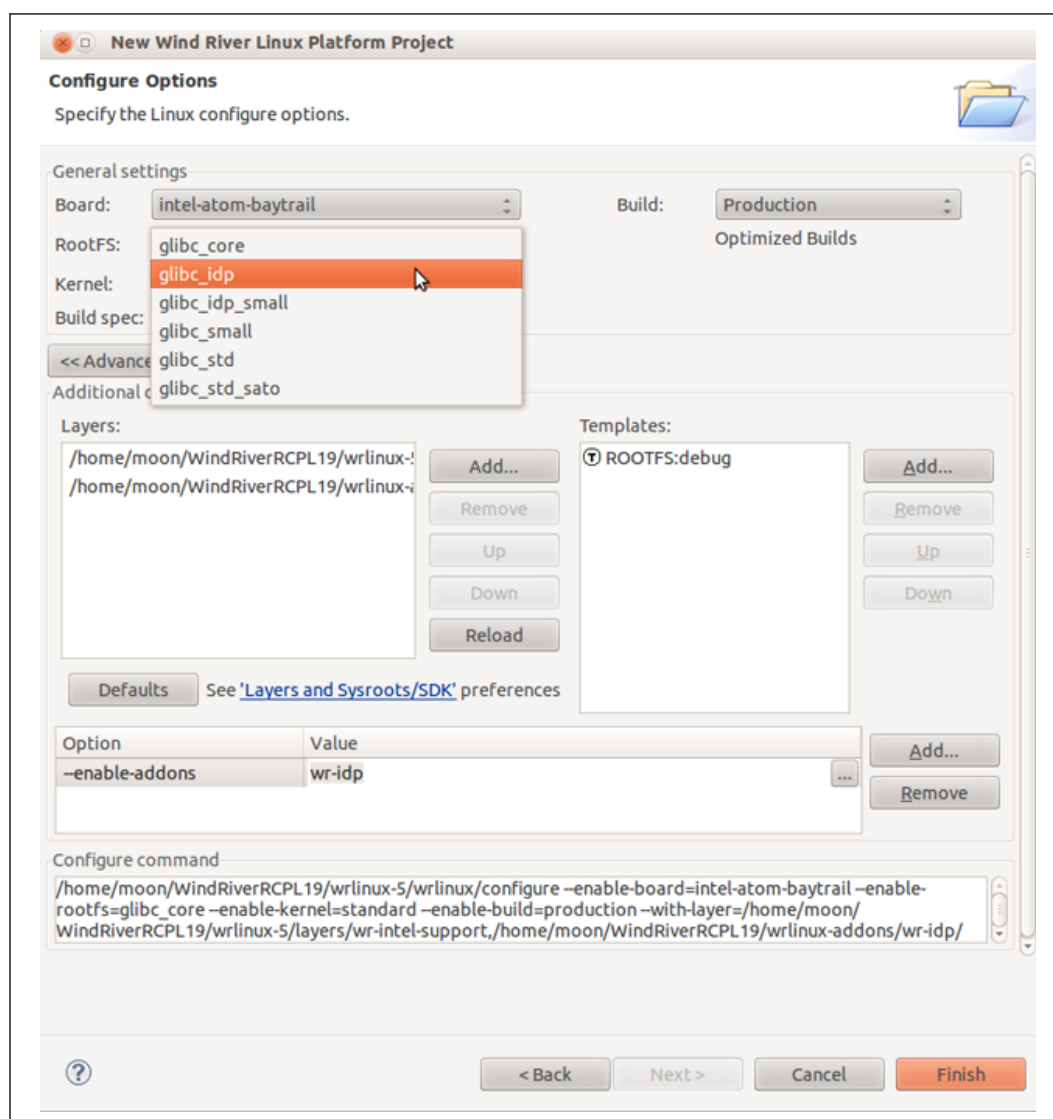 New Wind River Linux Platform Project
Configure Options
Specify the Linux configure options.
General settings
Board: intel-atom-baytrail Build: Production
RootFS: glibc_core Optimized Builds
glibc_idp
Kernel:
glibc_idp_small
Build spec:
glibc_small
<< Advance glibc_std
Additional glibc_std_sato
Layers: Templates:
/home/moon/WindRiverRCPL19/wrlinux-5 Add... T ROOTFS:debug Add...
/home/moon/WindRiverRCPL19/wrlinux-a
Remove Remove
Up Up
Down Down
Reload
Defaults See 'Layers and Sysroots/SDK' preferences
Option Value Add...
--enable-addons wr-idp ...
Remove
Configure command
/home/moon/WindRiverRCPL19/wrlinux-5/wrlinux/configure --enable-board=intel-atom-baytrail --enable-
rootfs=glibc_core --enable-kernel=standard --enable-build=production --with-layer=/home/moon/
WindRiverRCPL19/wrlinux-5/layers/wr-intel-support,/home/moon/WindRiverRCPL19/wrlinux-addons/wr-idp/
? < Back Next > Cancel Finish